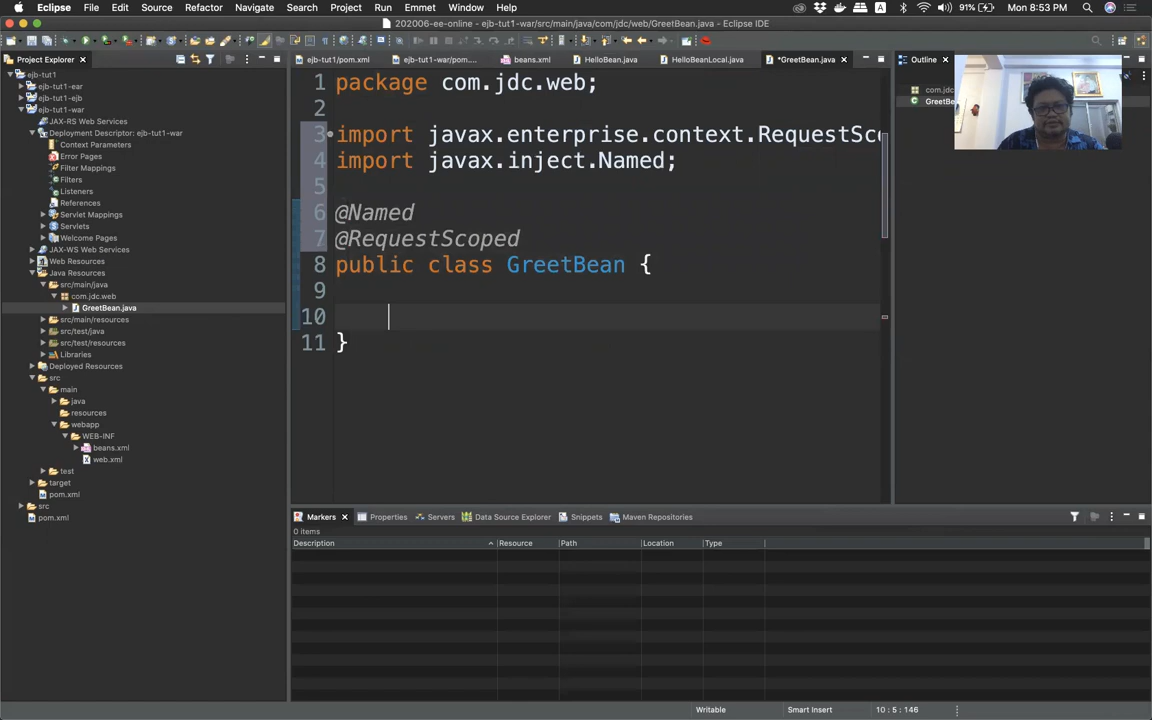 Eclipse File Edit Source Refactor Navigate Search Project Run Emmet Window Help A 91% Mon 8:53 PM
202006-ee-online - ejb-tut1-war/src/main/java/com/jdc/web/GreetBean.java - Eclipse IDE
Project Explorer
ejb-tut1/pom.xml ejb-tut1-war/pom.... beans.xml HelloBean.java HelloBeanLocal.java *GreetBean.java
Outline
ejb-tut1
ejb-tut1-ear
ejb-tut1-ejb
ejb-tut1-war
JAX-RS Web Services
Deployment Descriptor: ejb-tut1-war
Context Parameters
Error Pages
Filter Mappings
Filters
Listeners
References
Servlet Mappings
Servlets
Welcome Pages
JAX-WS Web Services
Web Resources
Java Resources
src/main/java
com.jdc.web
GreetBean.java
src/main/resources
src/test/java
src/test/resources
Libraries
Deployed Resources
src
main
java
resources
webapp
WEB-INF
beans.xml
web.xml
test
target
pom.xml
src
pom.xml
1 package com.jdc.web;
2
3 import javax.enterprise.context.RequestSco
4 import javax.inject.Named;
5
6 @Named
7 @RequestScoped
8 public class GreetBean {
9
10
11 }
com.jdc
GreetBe
Markers Properties Servers Data Source Explorer Snippets Maven Repositories
0 items
Description Resource Path Location Type
Writable Smart Insert 10 : 5 : 146